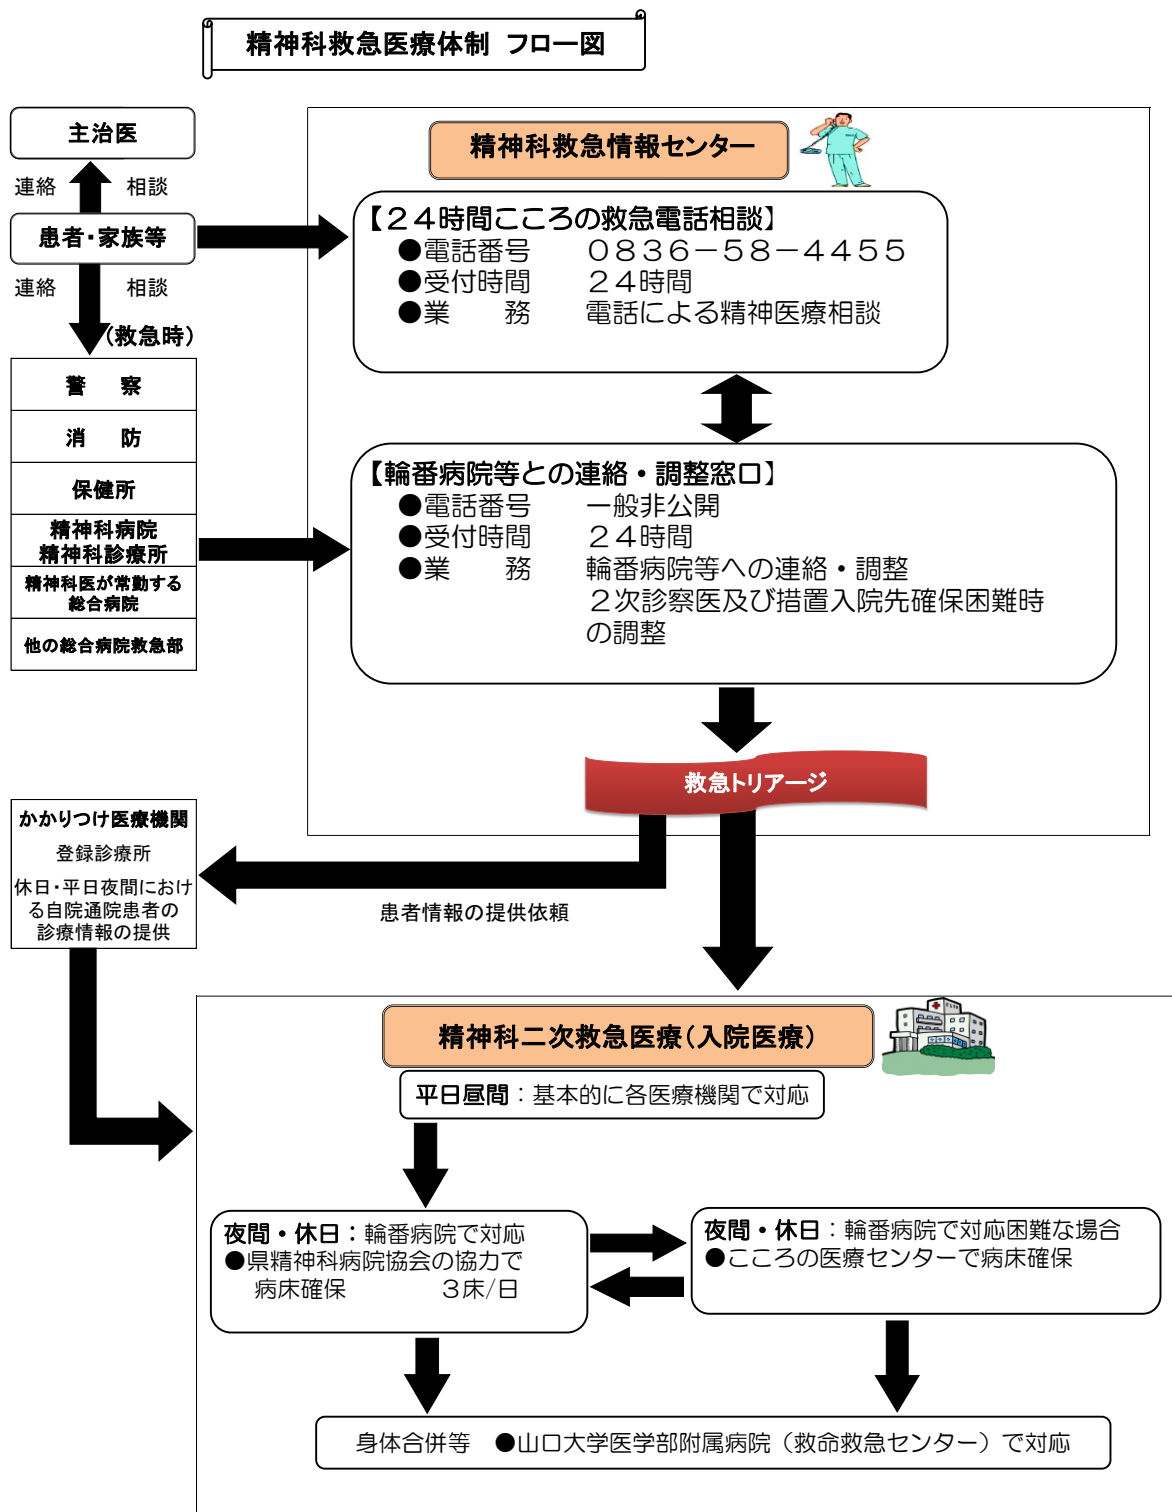 精神科救急医療体制 フロー図
主治医
連絡 相談
患者・家族等
連絡 相談
(救急時)
警　察
消　防
保健所
精神科病院
精神科診療所
精神科医が常勤する
総合病院
他の総合病院救急部
精神科救急情報センター
【２４時間こころの救急電話相談】
●電話番号　０８３６－５８－４４５５
●受付時間　２４時間
●業　　務　電話による精神医療相談
【輪番病院等との連絡・調整窓口】
●電話番号　一般非公開
●受付時間　２４時間
●業　　務　輪番病院等への連絡・調整
２次診察医及び措置入院先確保困難時
の調整
救急トリアージ
かかりつけ医療機関
登録診療所
休日・平日夜間におけ
る自院通院患者の
診療情報の提供
患者情報の提供依頼
精神科二次救急医療(入院医療)
平日昼間：基本的に各医療機関で対応
夜間・休日：輪番病院で対応
●県精神科病院協会の協力で
病床確保　　　３床/日
夜間・休日：輪番病院で対応困難な場合
●こころの医療センターで病床確保
身体合併等　●山口大学医学部附属病院（救命救急センター）で対応